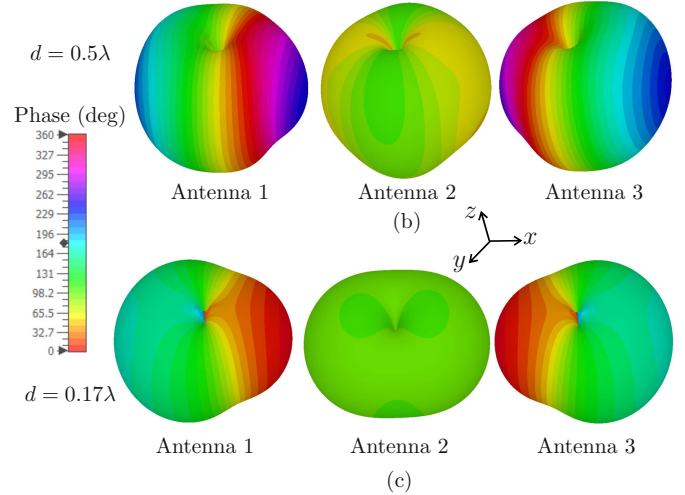 d = 0.5λ
Phase (deg)
360
327
295
262
229
196
164
131
98.2
65.5
32.7
0
Antenna 1
Antenna 2
Antenna 3
(b)
z
x
y
d = 0.17λ
Antenna 1
Antenna 2
Antenna 3
(c)